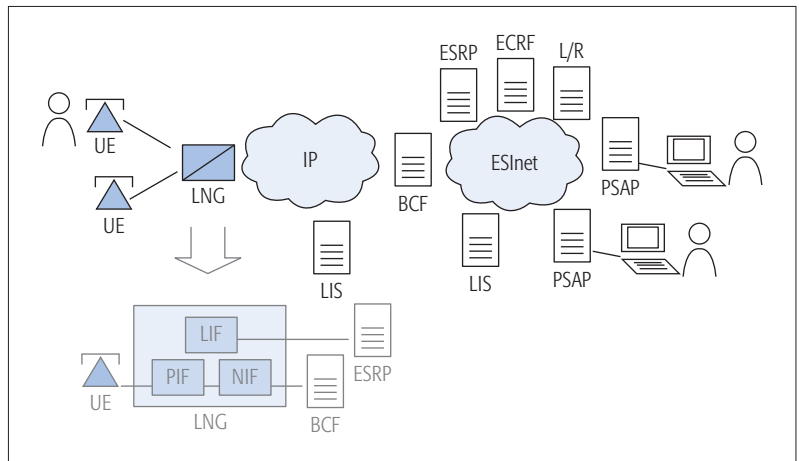 ESRP
ECRF
L/R
UE
LNG
IP
BCF
ESInet
PSAP
UE
LIS
LIS
PSAP
LIF
PIF
NIF
ESRP
UE
LNG
BCF